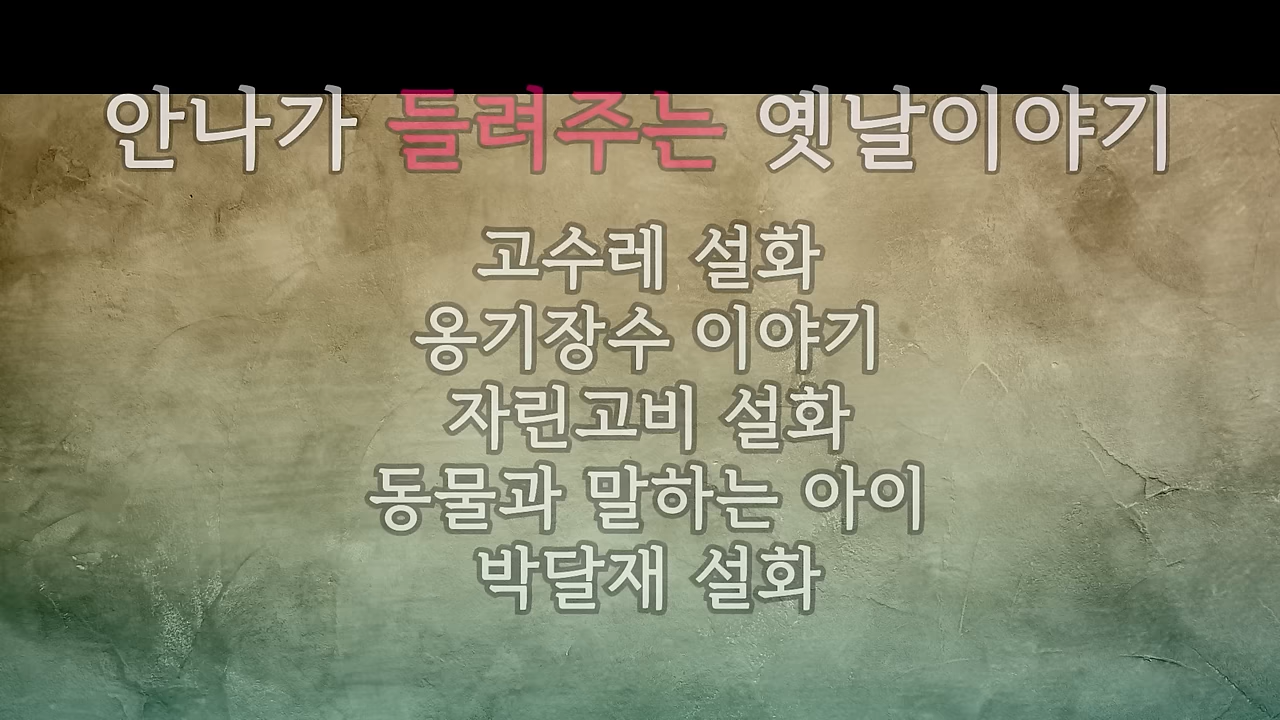 안나가 들려주는 옛날이야기
고수레 설화
옹기장수 이야기
자린고비 설화
동물과 말하는 아이
박달재 설화